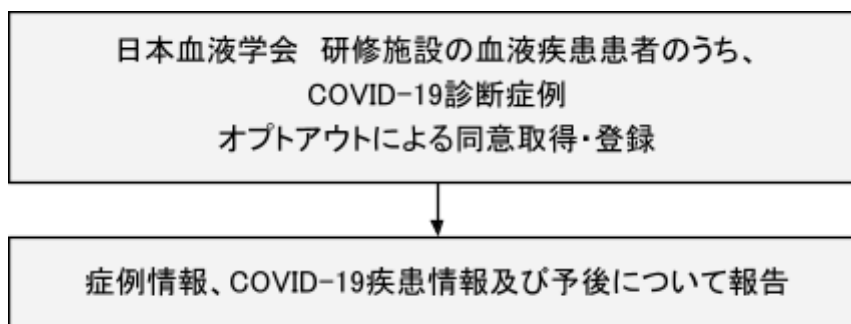 日本血液学会　研修施設の血液疾患患者のうち、
COVID-19診断症例
オプトアウトによる同意取得・登録
症例情報、COVID-19疾患情報及び予後について報告